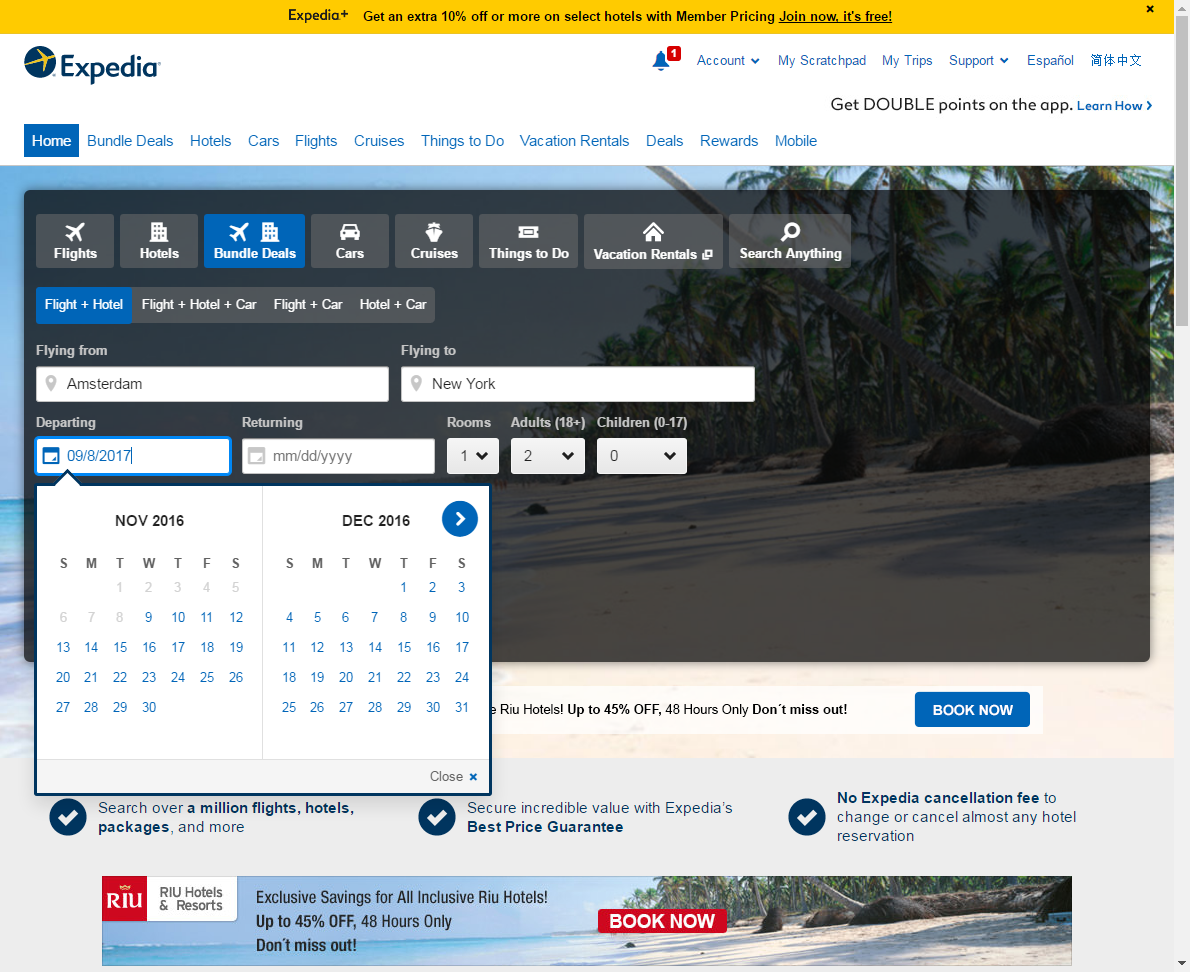 Expedia+ Get an extra 10% off or more on select hotels with Member Pricing Join now, it's free!
Expedia
1
Account My Scratchpad My Trips Support Español 简体中文
Get DOUBLE points on the app. Learn How
Home Bundle Deals Hotels Cars Flights Cruises Things to Do Vacation Rentals Deals Rewards Mobile
Flights Hotels Bundle Deals Cars Cruises Things to Do Vacation Rentals Search Anything
Flight + Hotel Flight + Hotel + Car Flight + Car Hotel + Car
Flying from Flying to
Amsterdam New York
Departing Returning Rooms Adults (18+) Children (0-17)
09/8/2017 mm/dd/yyyy 1 2 0
NOV 2016
S M T W T F S
1 2 3 4 5
6 7 8 9 10 11 12
13 14 15 16 17 18 19
20 21 22 23 24 25 26
27 28 29 30
DEC 2016
S M T W T F S
1 2 3
4 5 6 7 8 9 10
11 12 13 14 15 16 17
18 19 20 21 22 23 24
25 26 27 28 29 30 31
Close
e Riu Hotels! Up to 45% OFF, 48 Hours Only Don´t miss out!
BOOK NOW
Search over a million flights, hotels,
packages, and more
Secure incredible value with Expedia's
Best Price Guarantee
No Expedia cancellation fee to
change or cancel almost any hotel
reservation
RIU
RIU Hotels
& Resorts
Exclusive Savings for All Inclusive Riu Hotels!
Up to 45% OFF, 48 Hours Only
Don´t miss out!
BOOK NOW